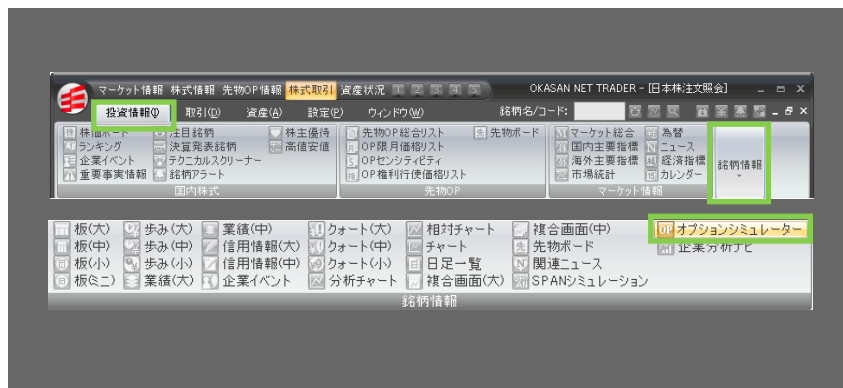 マーケット情報 株式情報 先物OP情報 株式取引 資産状況 1 2 3 4 5 OKASAN NET TRADER - [日本株注文照会]
投資情報(I) 取引(O) 資産(A) 設定(P) ウィンドウ(W) 銘柄名/コード:
株価ボード 注目銘柄 株主優待 先物OP総合リスト 先物ボード マーケット総合 為替
ランキング 決算発表銘柄 高値安値 OP限月価格リスト 国内主要指標 ニュース
企業イベント テクニカルスクリーナー OPセンシティビティ 海外主要指標 経済指標
重要事実情報 銘柄アラート OP権利行使価格リスト 市場統計 カレンダー
銘柄情報
国内株式 先物OP マーケット情報
板(大) 歩み(大) 業績(中) クォート(大) 相対チャート 複合画面(中) OP オプションシミュレーター
板(中) 歩み(中) 信用情報(大) クォート(中) チャート 先物ボード 企業分析ナビ
板(小) 歩み(小) 信用情報(中) クォート(小) 日足一覧 関連ニュース
板(ミニ) 業績(大) 企業イベント 分析チャート 複合画面(大) SPANシミュレーション
銘柄情報